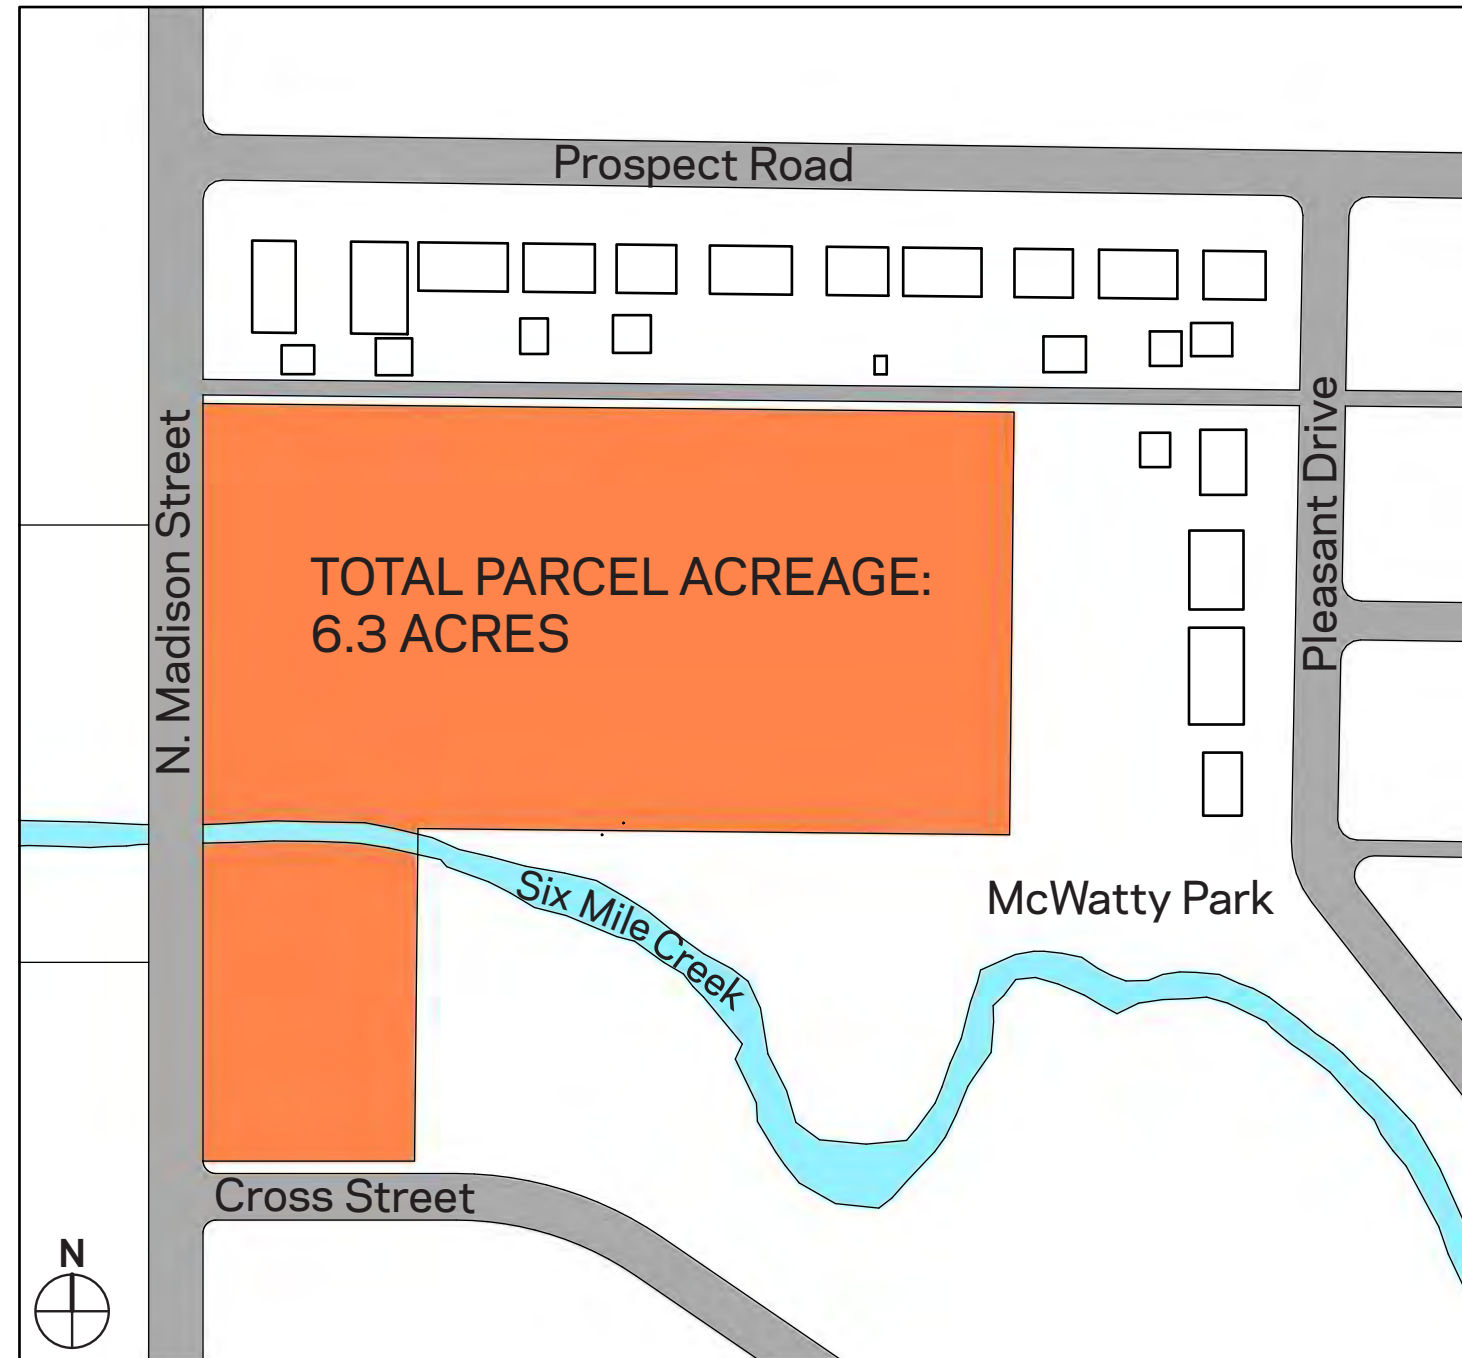 Prospect Road
N. Madison Street
Pleasant Drive
TOTAL PARCEL ACREAGE:
6.3 ACRES
Six Mile Creek
McWatty Park
Cross Street
N